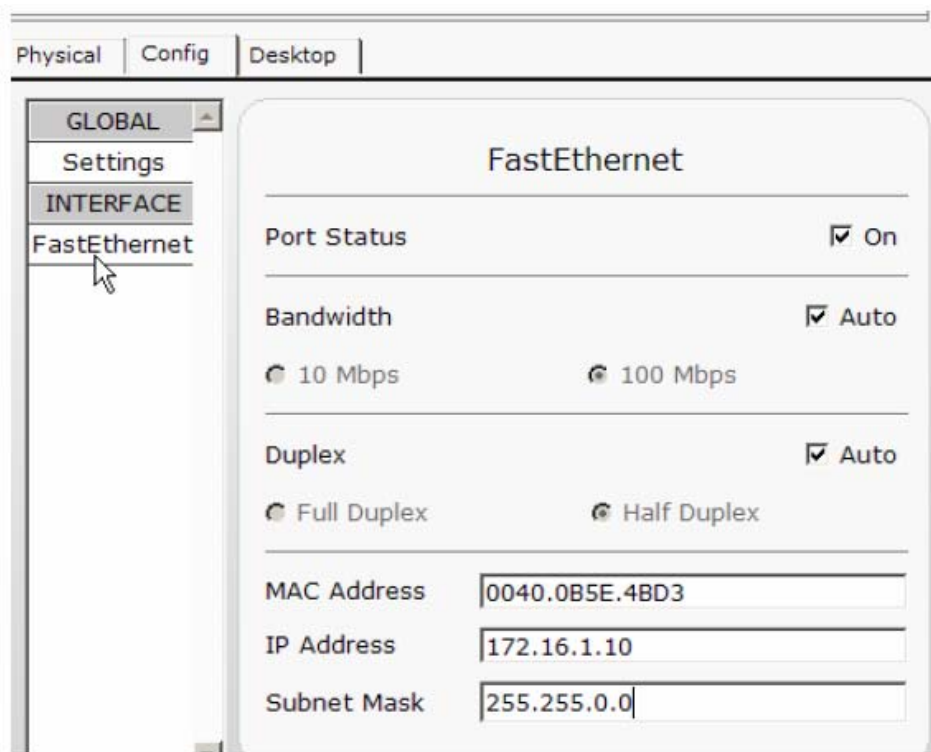 Physical Config Desktop
GLOBAL
Settings
INTERFACE
FastEthernet
FastEthernet
Port Status On
Bandwidth Auto
10 Mbps 100 Mbps
Duplex Auto
Full Duplex Half Duplex
MAC Address 0040.0B5E.4BD3
IP Address 172.16.1.10
Subnet Mask 255.255.0.0